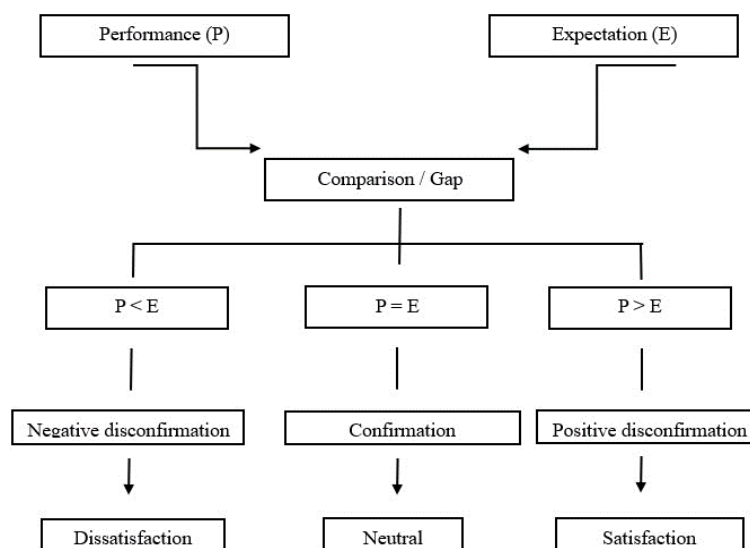 Performance (P)
Expectation (E)
Comparison / Gap
P < E
P = E
P > E
Negative disconfirmation
Confirmation
Positive disconfirmation
Dissatisfaction
Neutral
Satisfaction